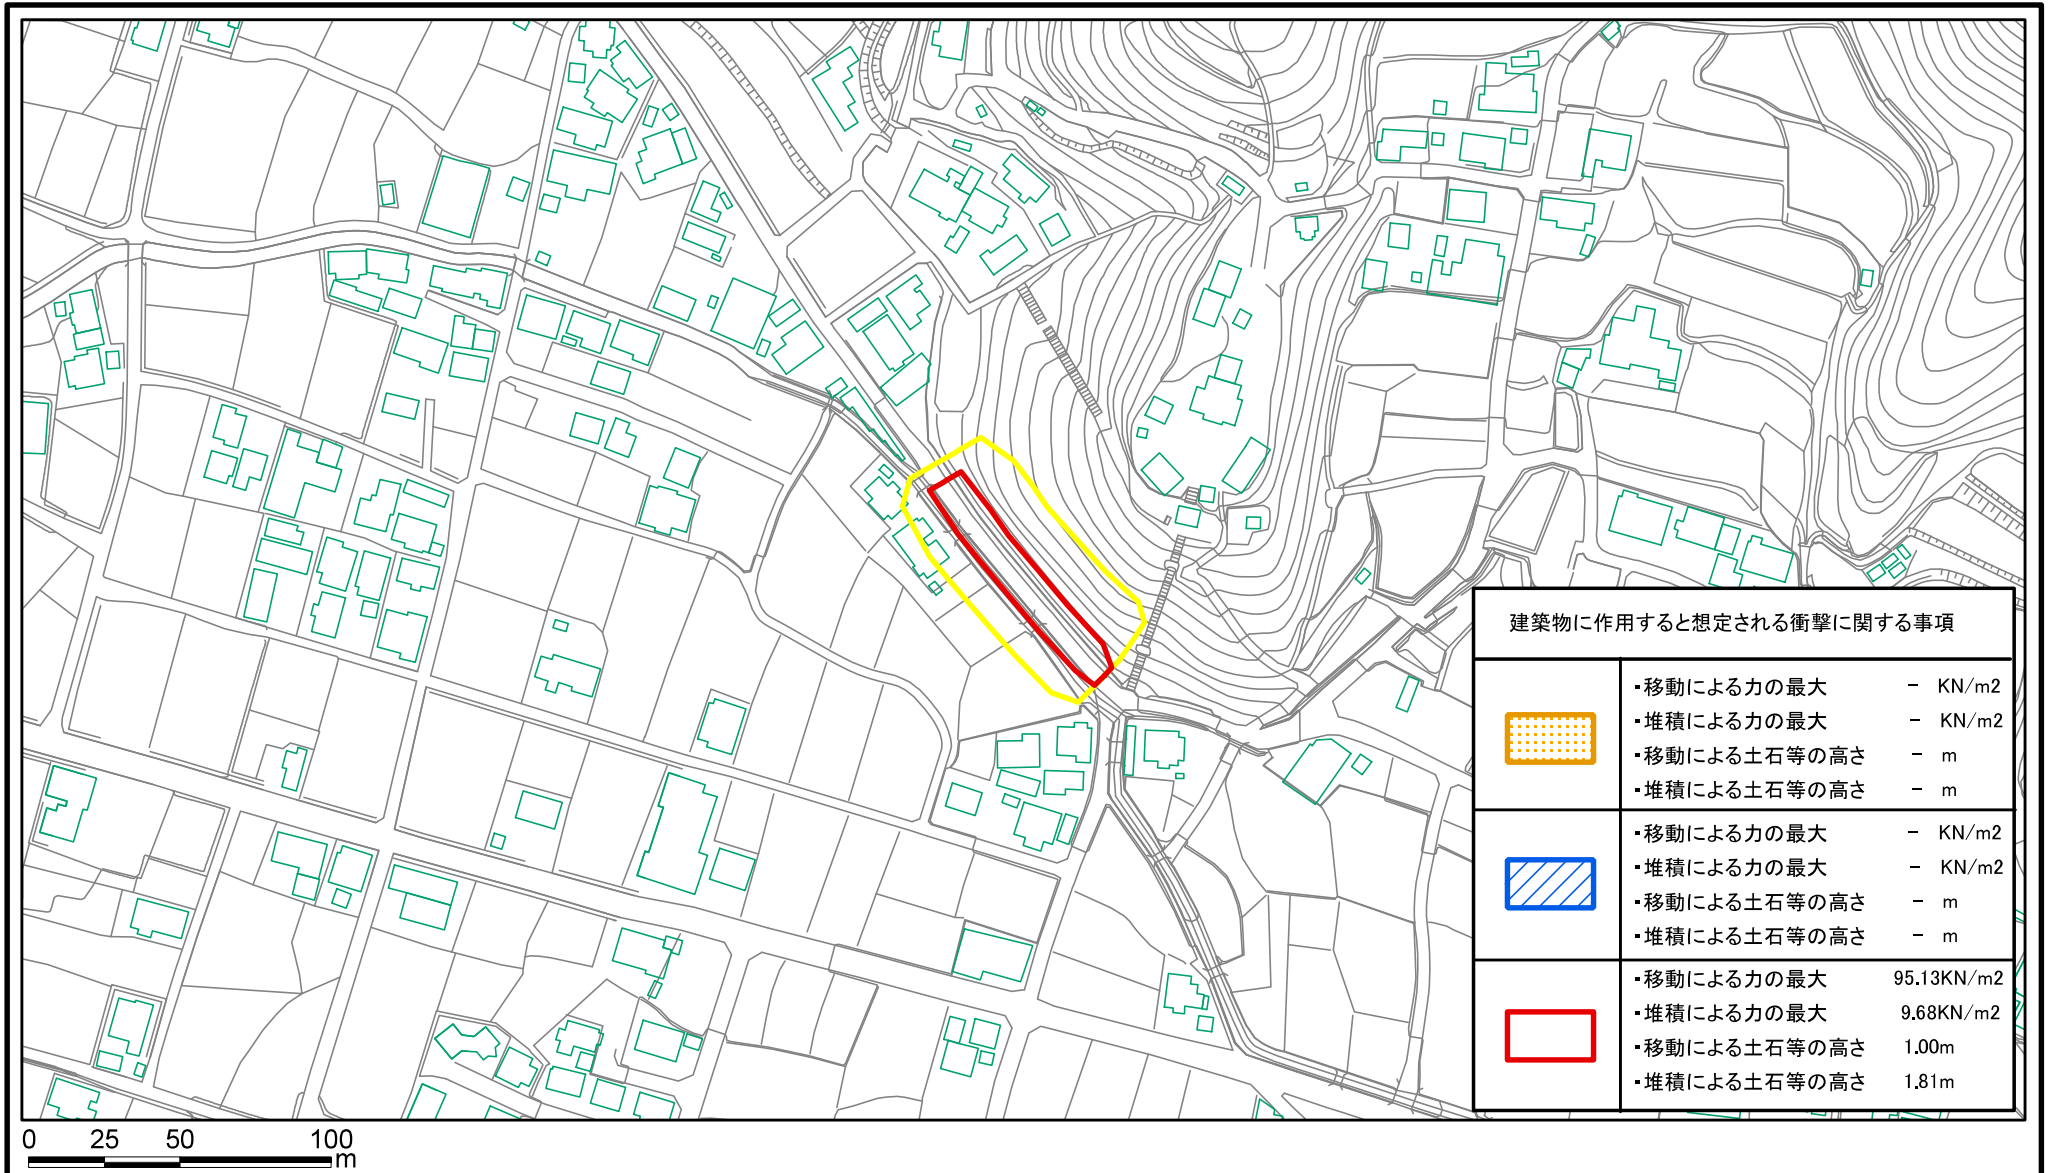 建築物に作用すると想定される衝撃に関する事項
・移動による力の最大 － KN/m2
・堆積による力の最大 － KN/m2
・移動による土石等の高さ － m
・堆積による土石等の高さ － m
・移動による力の最大 － KN/m2
・堆積による力の最大 － KN/m2
・移動による土石等の高さ － m
・堆積による土石等の高さ － m
・移動による力の最大 95.13KN/m2
・堆積による力の最大 9.68KN/m2
・移動による土石等の高さ 1.00m
・堆積による土石等の高さ 1.81m
0 25 50 100
m